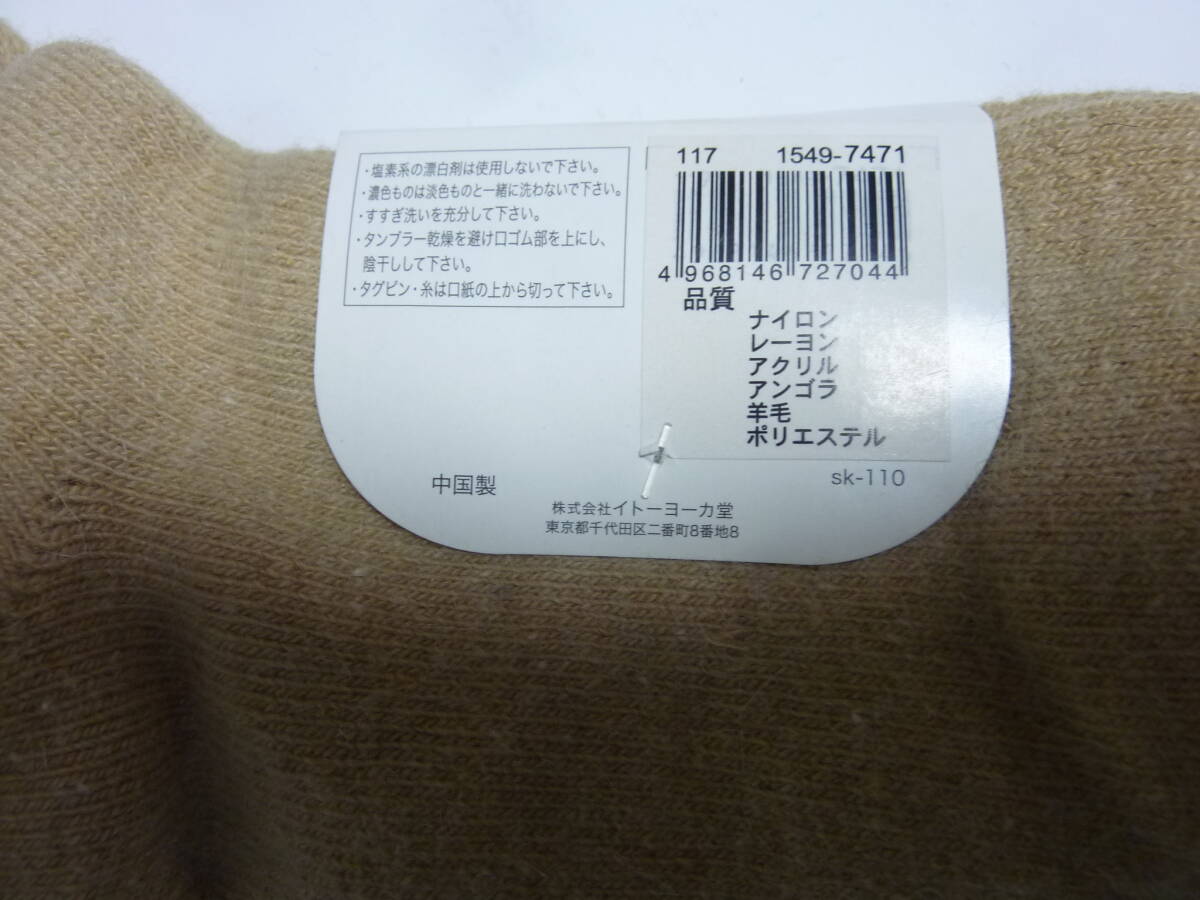 ・塩素系の漂白剤は使用しないで下さい。
・濃色ものは淡色ものと一緒に洗わないで下さい。
・すすぎ洗いを充分して下さい。
・タンブラー乾燥を避け口ゴム部を上にし、
陰干しして下さい。
・タグピン・糸は口紙の上から切って下さい。
117 1549-7471
4 968146 727044
品質
ナイロン
レーヨン
アクリル
アンゴラ
羊毛
ポリエステル
sk-110
中国製
株式会社イトーヨーカ堂
東京都千代田区二番町8番地8